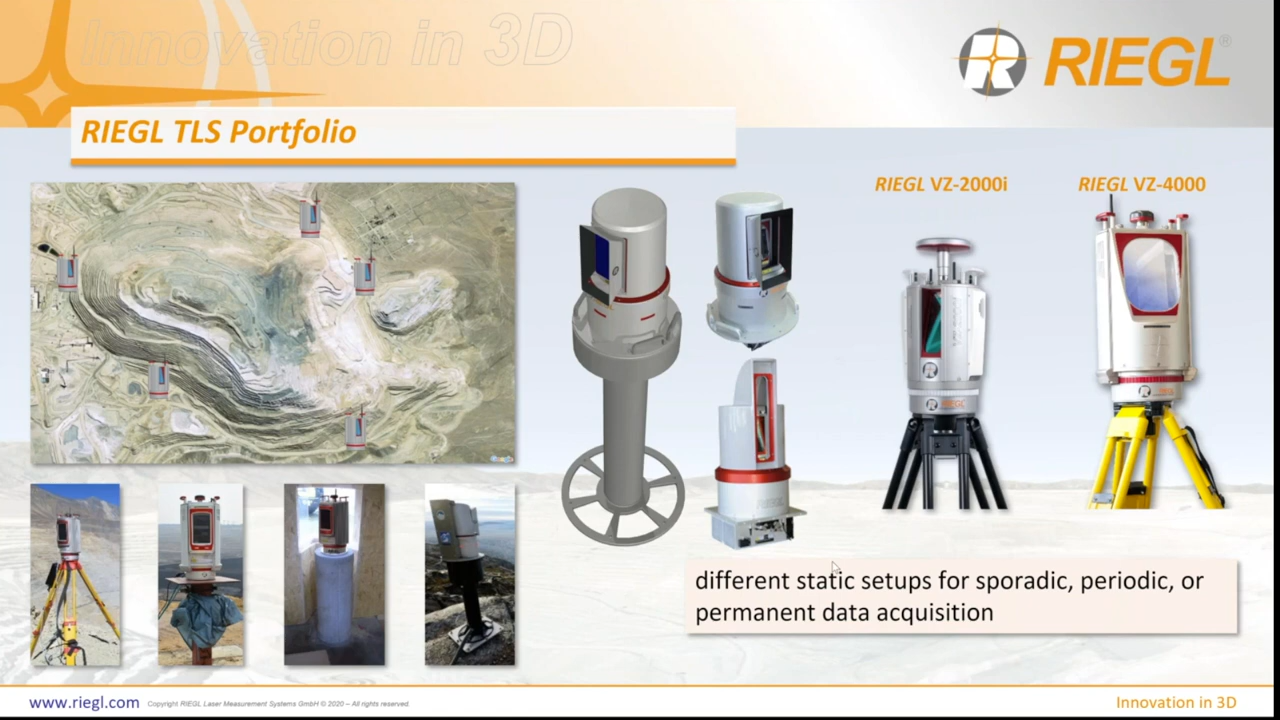 Innovation in 3D
RIEGL®
RIEGL TLS Portfolio
RIEGL VZ-2000i
RIEGL VZ-4000
RIEGL
RIEGL
different static setups for sporadic, periodic, or
permanent data acquisition
www.riegl.com
Copyright RIEGL Laser Measurement Systems GmbH © 2020 – All rights reserved.
Innovation in 3D